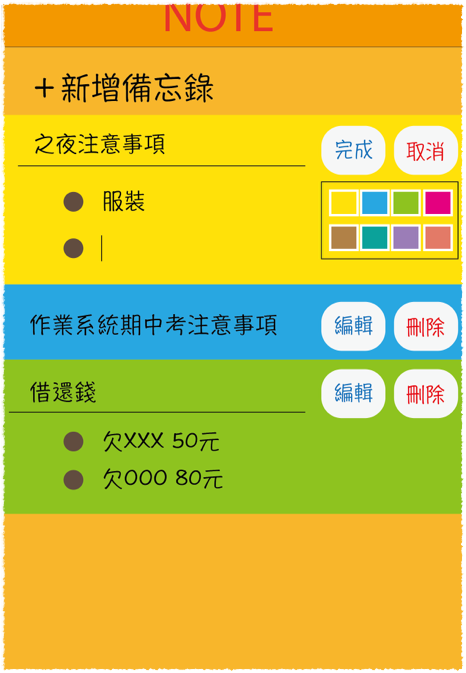 NOTE
＋新增備忘錄
之夜注意事項
完成 取消
服裝
作業系統期中考注意事項
編輯 刪除
借還錢
編輯 刪除
欠XXX 50元
欠OOO 80元